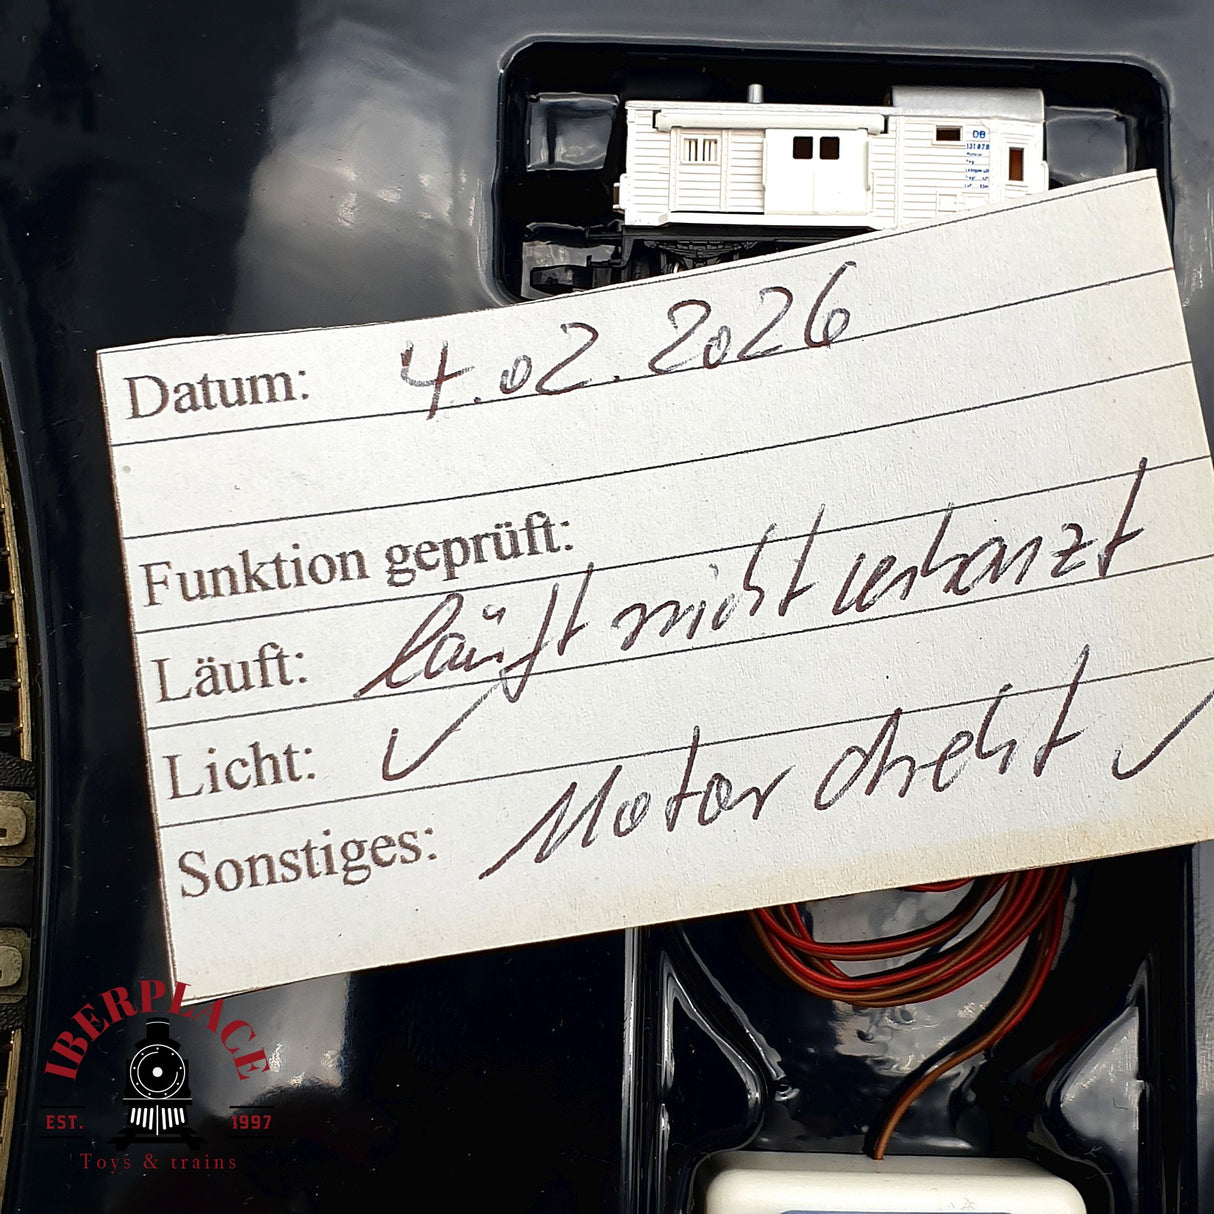 DB
Datum: 4.02.2026
Funktion geprüft:
Läuft: läuft nicht verharzt
Licht: ✓
Sonstiges: Motor dreht ✓
IBERPLACE
EST. 1997
Toys & trains